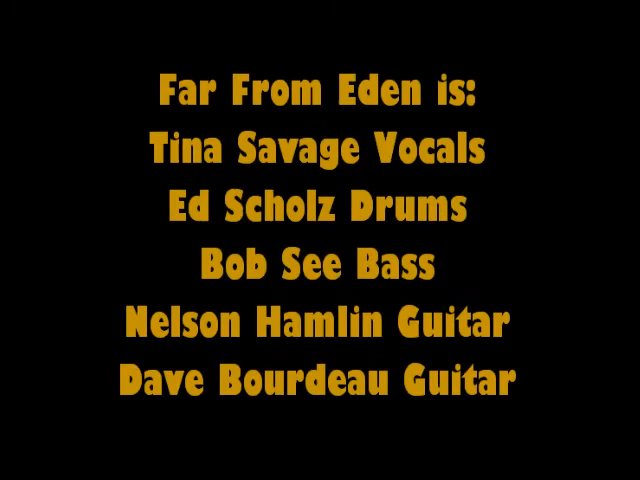 Far From Eden is:
Tina Savage Vocals
Ed Scholz Drums
Bob See Bass
Nelson Hamlin Guitar
Dave Bourdeau Guitar